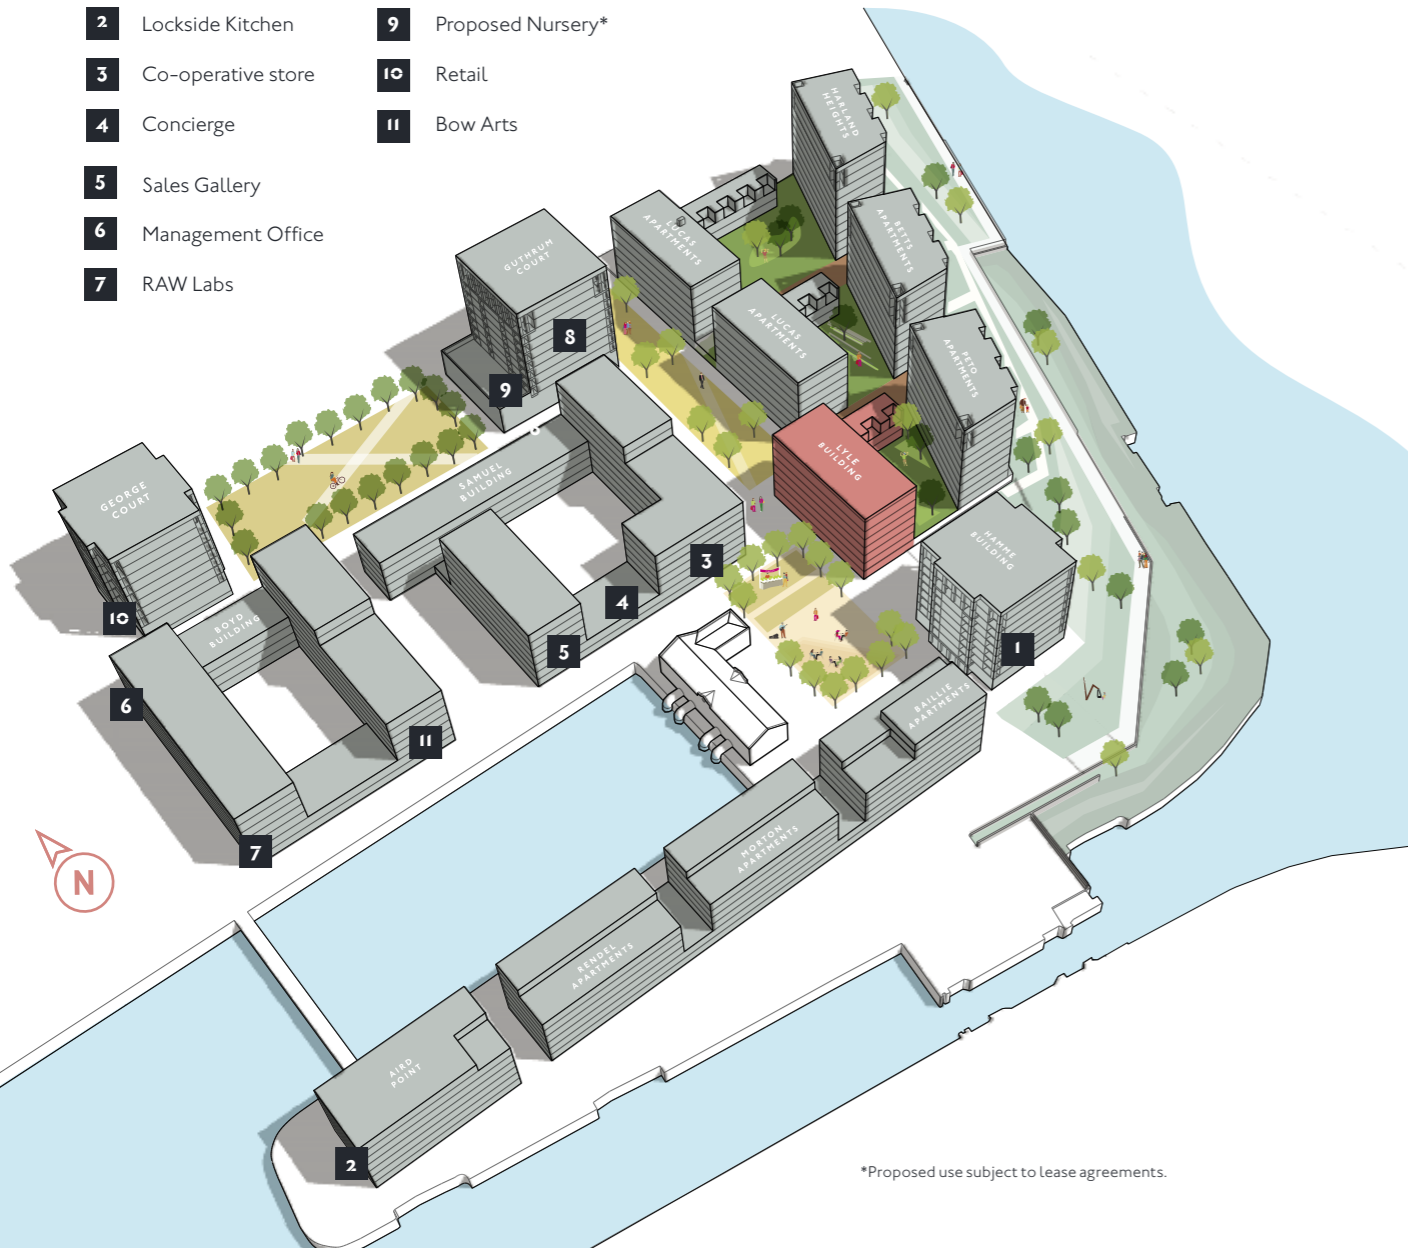 2 Lockside Kitchen
3 Co-operative store
4 Concierge
5 Sales Gallery
6 Management Office
7 RAW Labs
9 Proposed Nursery*
10 Retail
11 Bow Arts
HARLAND
HEIGHTS
BETTS
APARTMENTS
LUCAS
APARTMENTS
GUTHRUM
COURT
8
LUCAS
APARTMENTS
PETO
APARTMENTS
9
LYLE
BUILDING
SAMUEL
BUILDING
GEORGE
COURT
HAMME
BUILDING
3
4
10
BOYD
BUILDING
5
1
6
BAILLIE
APARTMENTS
11
7
MORTON
APARTMENTS
N
RENDEL
APARTMENTS
AIRD
POINT
2
*Proposed use subject to lease agreements.